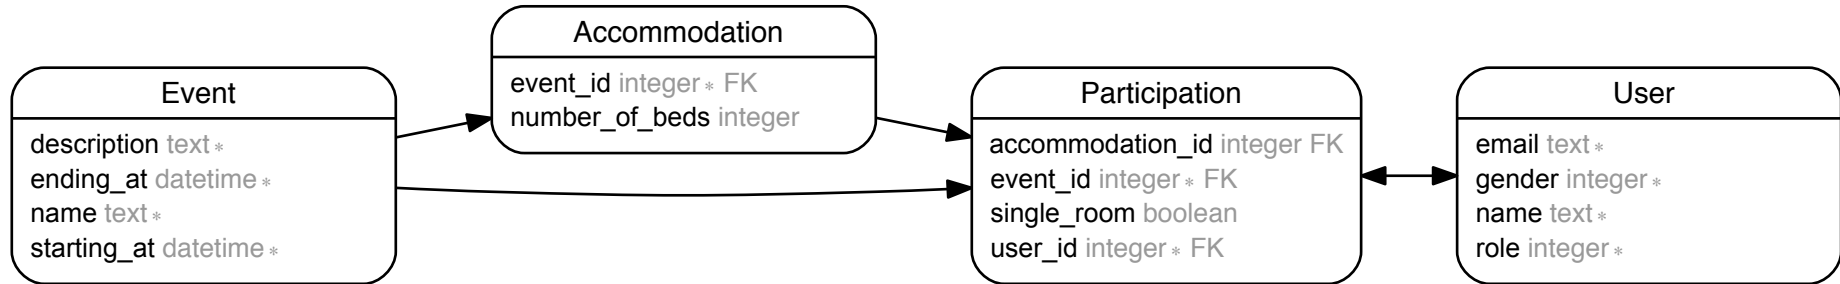 Accommodation
event_id integer* FK
number_of_beds integer
Event
description text*
ending_at datetime*
name text*
starting_at datetime*
Participation
accommodation_id integer FK
event_id integer* FK
single_room boolean
user_id integer* FK
User
email text*
gender integer*
name text*
role integer*